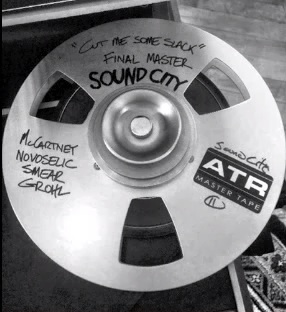 "CUT ME SOME SLACK"
FINAL MASTER
SOUND CITY
McCARTNEY
NOVOSELIC
SMEAR
GROHL
Sound City
ATR
MASTER TAPE